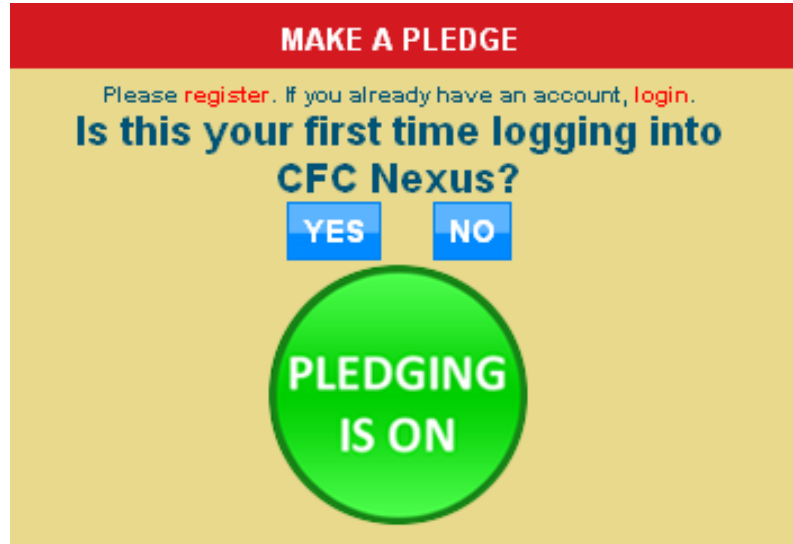 MAKE A PLEDGE
Please register. If you already have an account, login.
Is this your first time logging into
CFC Nexus?
YES NO
PLEDGING
IS ON